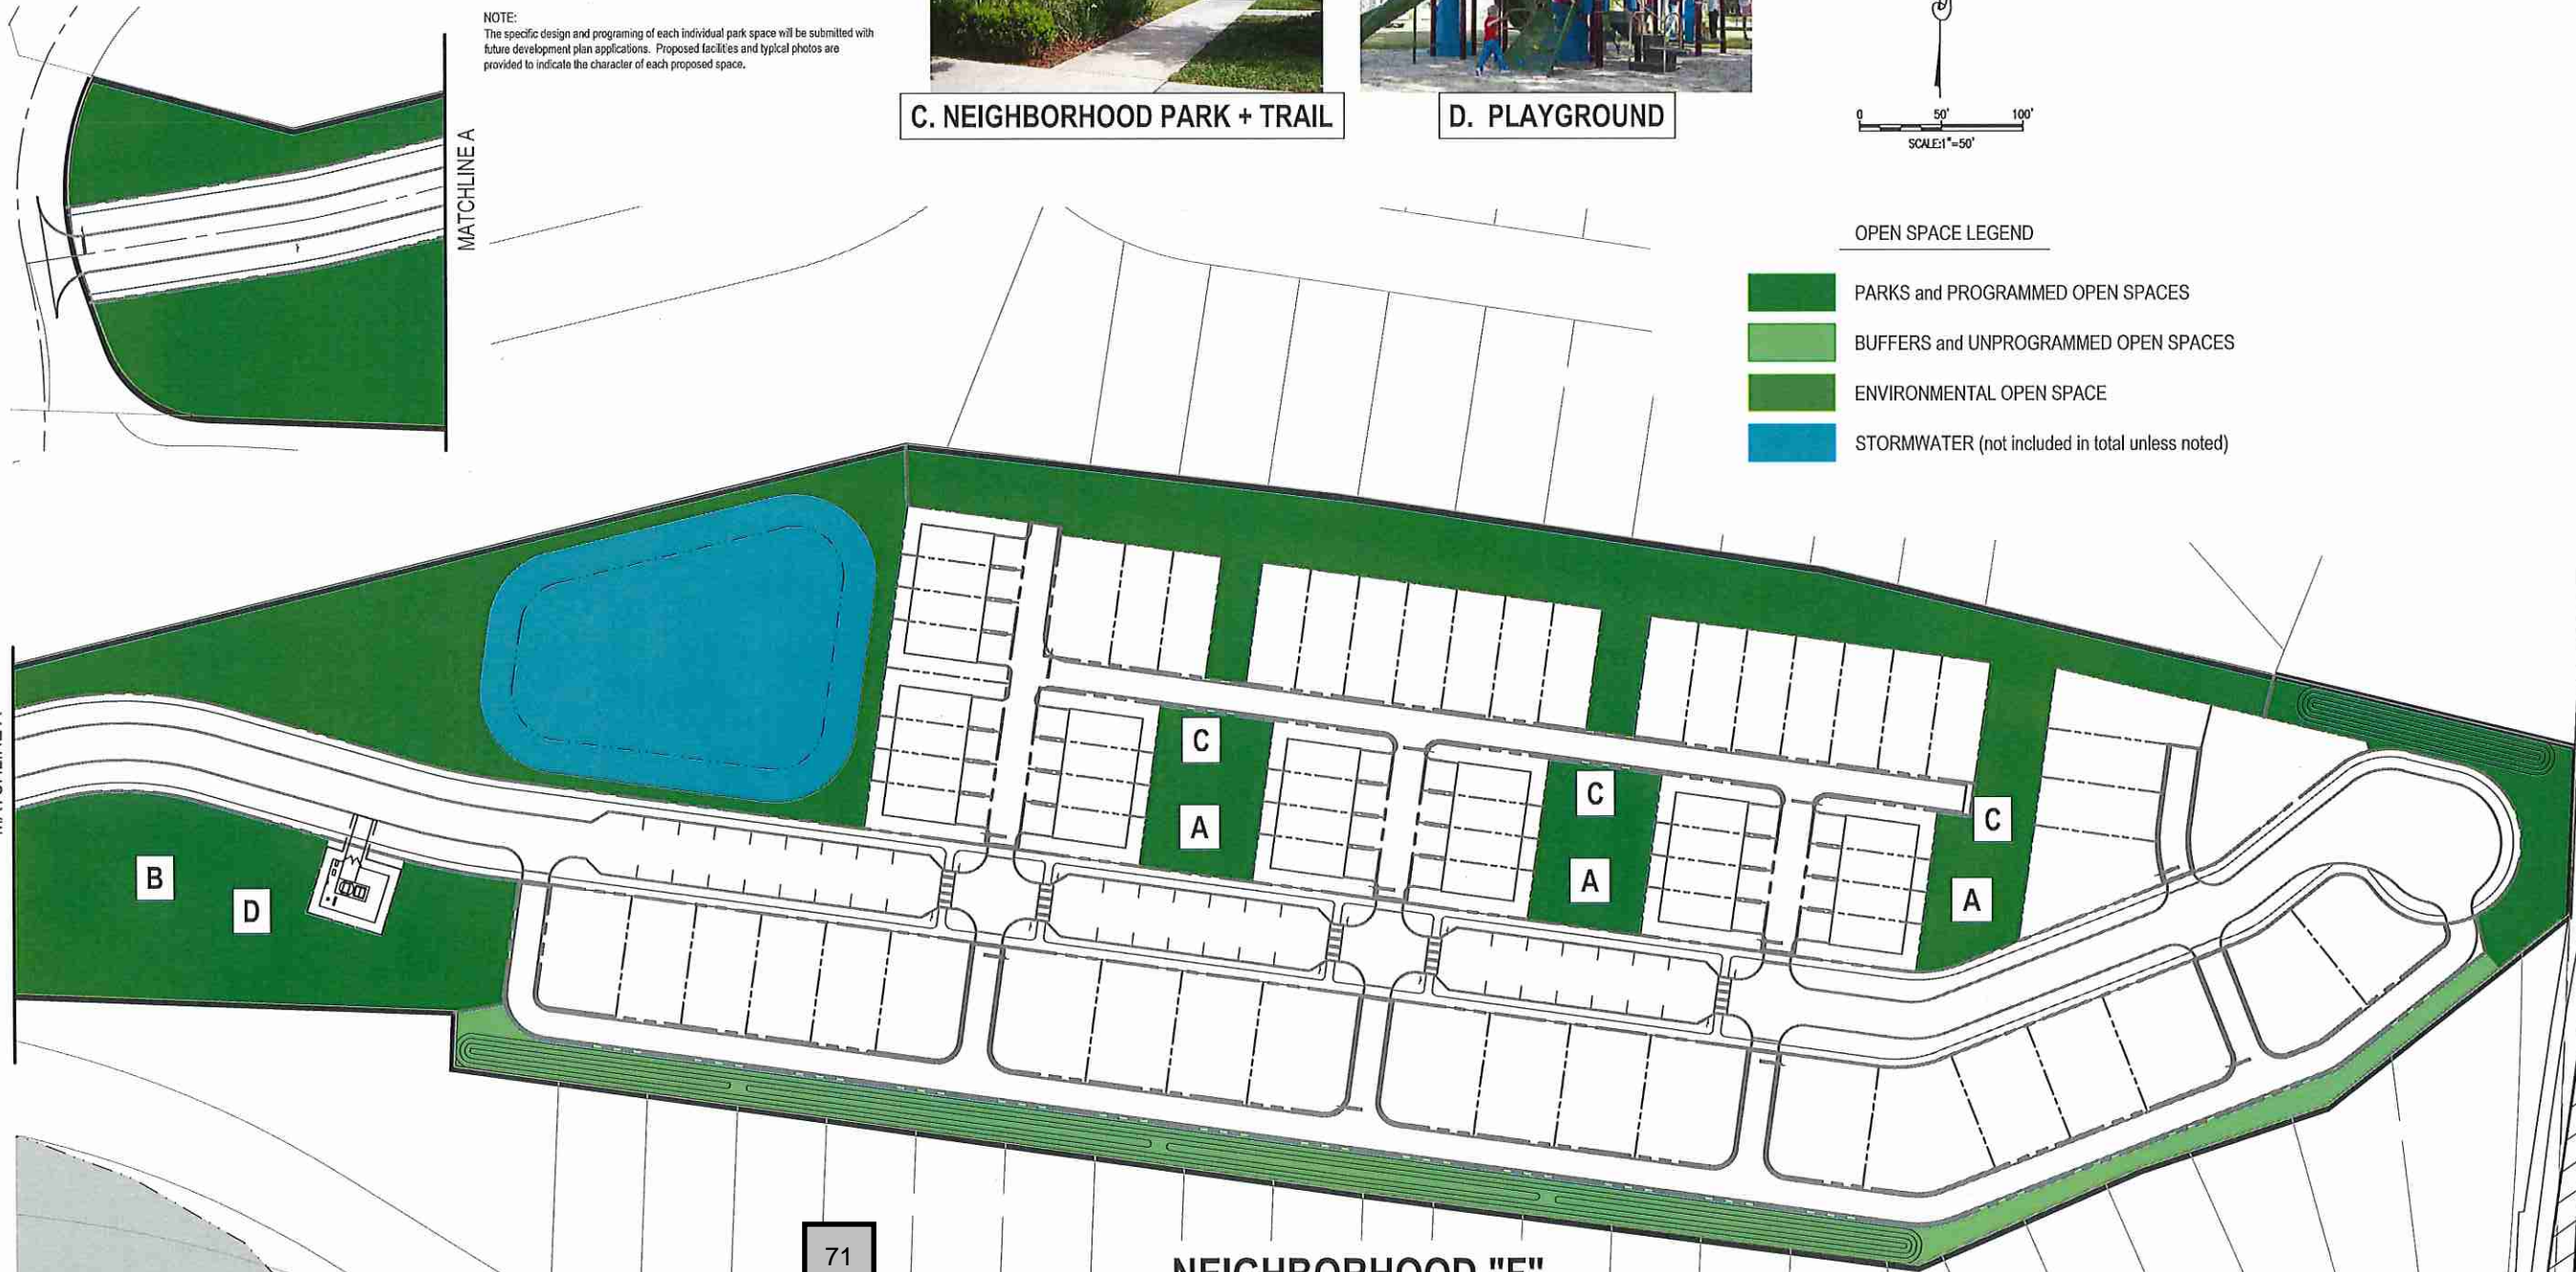 NOTE:
The specific design and programing of each individual park space will be submitted with
future development plan applications. Proposed facilities and typical photos are
provided to indicate the character of each proposed space.
C. NEIGHBORHOOD PARK + TRAIL
D. PLAYGROUND
0 50' 100'
SCALE:1"=50'
MATCHLINE A
OPEN SPACE LEGEND
PARKS and PROGRAMMED OPEN SPACES
BUFFERS and UNPROGRAMMED OPEN SPACES
ENVIRONMENTAL OPEN SPACE
STORMWATER (not included in total unless noted)
C
C
C
A
A
A
B
D
71
NEIGHBORHOOD "F"